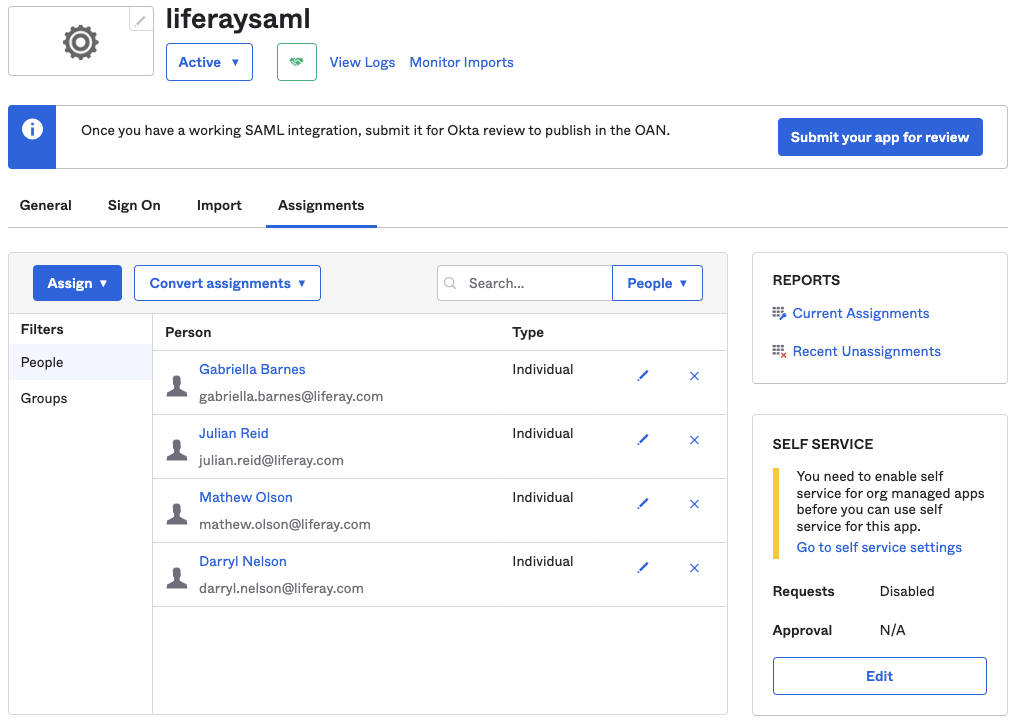 liferaysaml
Active ▼
View Logs
Monitor Imports
Once you have a working SAML integration, submit it for Okta review to publish in the OAN.
Submit your app for review
General
Sign On
Import
Assignments
Assign ▼
Convert assignments ▼
Search...
People ▼
Filters
People
Groups
Person
Type
Gabriella Barnes
gabriella.barnes@liferay.com
Individual
Julian Reid
julian.reid@liferay.com
Individual
Mathew Olson
mathew.olson@liferay.com
Individual
Darryl Nelson
darryl.nelson@liferay.com
Individual
REPORTS
Current Assignments
Recent Unassignments
SELF SERVICE
You need to enable self
service for org managed apps
before you can use self
service for this app.
Go to self service settings
Requests Disabled
Approval N/A
Edit